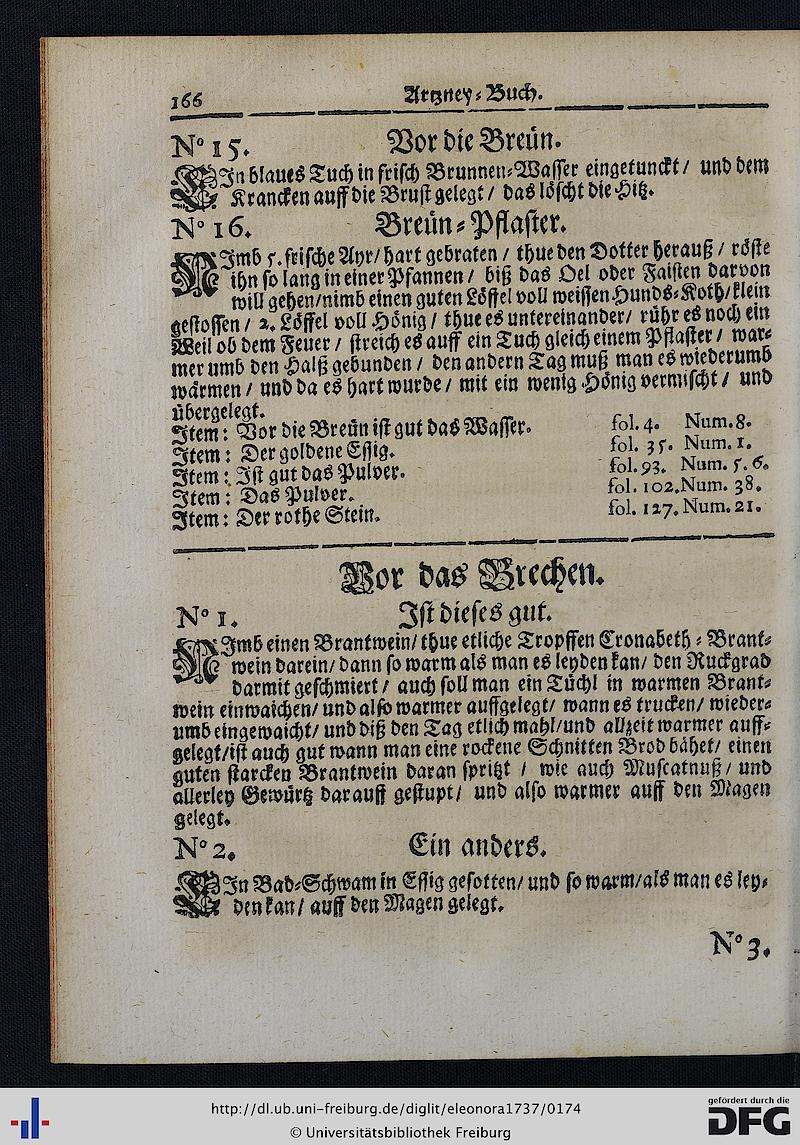 166 Artzney-Buch.
No 15. Vor die Breün.
EIn blaues Tuch in frisch Brunnen-Wasser eingetunckt / und dem
Krancken auff die Brust gelegt / das löscht die Hitz.
No 16. Breün-Pflaster.
NImb 5. frische Ayr/ hart gebraten / thue den Dotter herauß / röste
ihn so lang in einer Pfannen / biß das Oel oder Faisten darvon
will gehen/nimb einen guten Löffel voll weissen Hunds-Koth/klein
gestossen / 2. Löffel voll Hönig / thue es untereinander/ rühr es noch ein
Weil ob dem Feuer / streich es auff ein Tuch gleich einem Pflaster / war-
mer umb den Halß gebunden / den andern Tag muß man es wiederumb
wärmen / und da es hart wurde / mit ein wenig Hönig vermischt / und
übergelegt.
Item: Vor die Breün ist gut das Wasser. fol. 4. Num. 8.
Item: Der goldene Essig. fol. 35. Num. 1.
Item: Ist gut das Pulver. fol. 93. Num. 5. 6.
Item: Das Pulver. fol. 102. Num. 38.
Item: Der rothe Stein. fol. 127. Num. 21.
Vor das Brechen.
No 1. Ist dieses gut.
NImb einen Brantwein/ thue etliche Tropffen Cronabeth-Brant-
wein darein/ dann so warm als man es leyden kan/ den Ruckgrad
darmit geschmiert / auch soll man ein Tüchl in warmen Brant-
wein einwaichen/ und also warmer auffgelegt/ wann es trucken/ wieder-
umb eingewaicht/ und diß den Tag etlich mahl/und allzeit warmer auff-
gelegt/ist auch gut wann man eine rockene Schnitten Brod bähet/ einen
guten starcken Brantwein daran spritzt / wie auch Muscatnuß/ und
allerley Gewürtz darauff gestupt/ und also warmer auff den Magen
gelegt.
No 2. Ein anders.
EIn Bad-Schwam in Essig gesotten/ und so warm/als man es ley-
den kan/ auff den Magen gelegt.
No 3.
http://dl.ub.uni-freiburg.de/diglit/eleonora1737/0174
© Universitätsbibliothek Freiburg
gefördert durch die
DFG